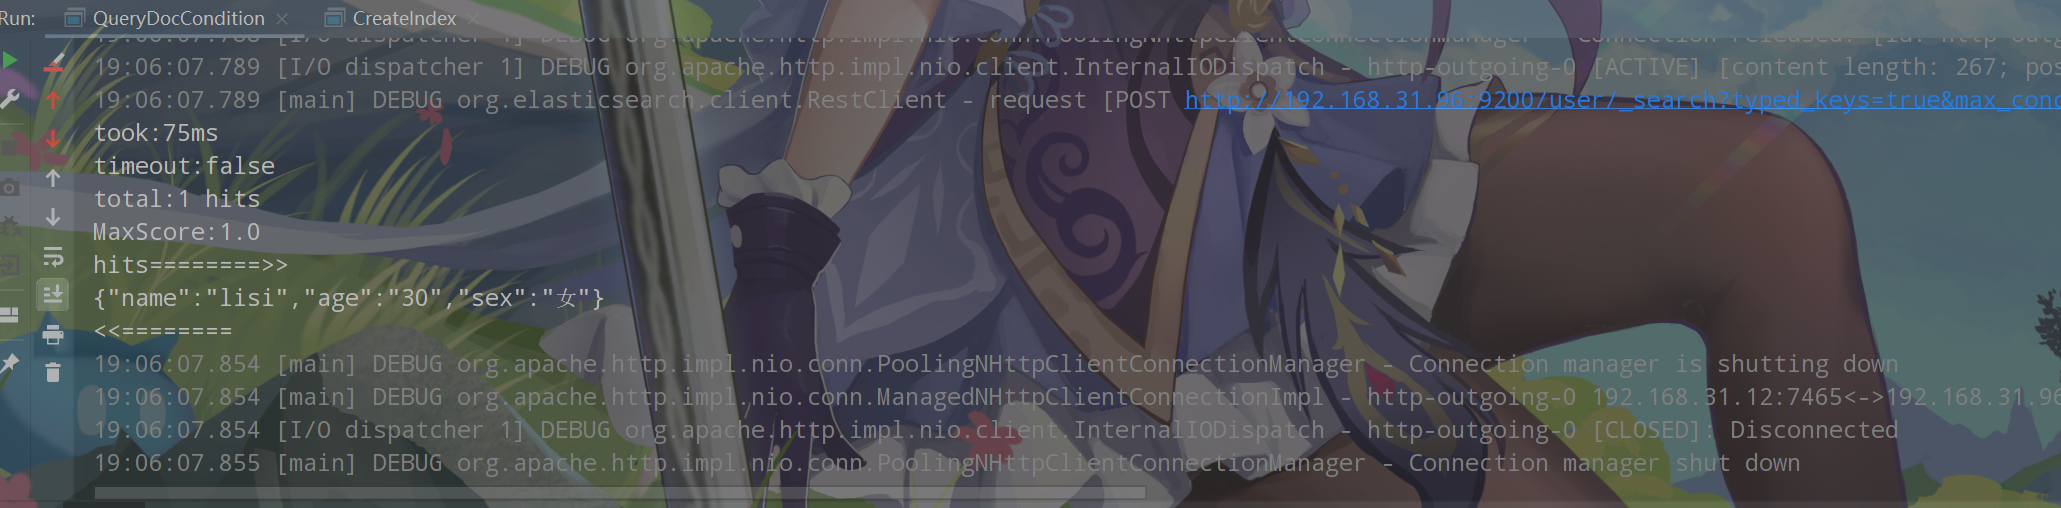 Run: QueryDocCondition CreateIndex
19:06:07.789 [I/O dispatcher 1] DEBUG org.apache.http.impl.nio.client.InternalIODispatch - http-outgoing-0 [ACTIVE] [content length: 267; pos
19:06:07.789 [main] DEBUG org.elasticsearch.client.RestClient - request [POST http://192.168.31.96:9200/user/_search?typed_keys=true&max_conc
took:75ms
timeout:false
total:1 hits
MaxScore:1.0
hits========>>
{"name":"lisi","age":"30","sex":"女"}
<<========
19:06:07.854 [main] DEBUG org.apache.http.impl.nio.conn.PoolingNHttpClientConnectionManager - Connection manager is shutting down
19:06:07.854 [main] DEBUG org.apache.http.impl.nio.conn.ManagedNHttpClientConnectionImpl - http-outgoing-0 192.168.31.12:7465<->192.168.31.96
19:06:07.854 [I/O dispatcher 1] DEBUG org.apache.http.impl.nio.client.InternalIODispatch - http-outgoing-0 [CLOSED]: Disconnected
19:06:07.855 [main] DEBUG org.apache.http.impl.nio.conn.PoolingNHttpClientConnectionManager - Connection manager shut down